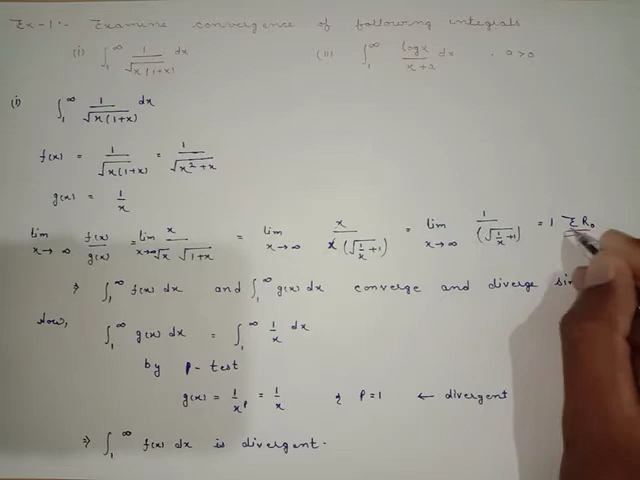 Ex-1:- Examine convergence of following integrals
(i) ∫₁^∞ 1/√x(1+x) dx (ii) ∫₁^∞ logx/x+a dx . a>0
(i) ∫₁^∞ 1/√x(1+x) dx
f(x) = 1/√x(1+x) = 1/√x²+x
g(x) = 1/x
lim x→∞ f(x)/g(x) = lim x→∞ x/√x √1+x = lim x→∞ x/x(√1/x+1) = lim x→∞ 1/(√1/x+1) = 1 Σ R₀
⇒ ∫₁^∞ f(x) dx and ∫₁^∞ g(x) dx converge and diverge
Now, ∫₁^∞ g(x) dx = ∫₁^∞ 1/x dx
by P-test
g(x) = 1/xᴾ = 1/x & P=1 ← divergent
⇒ ∫₁^∞ f(x) dx is divergent.